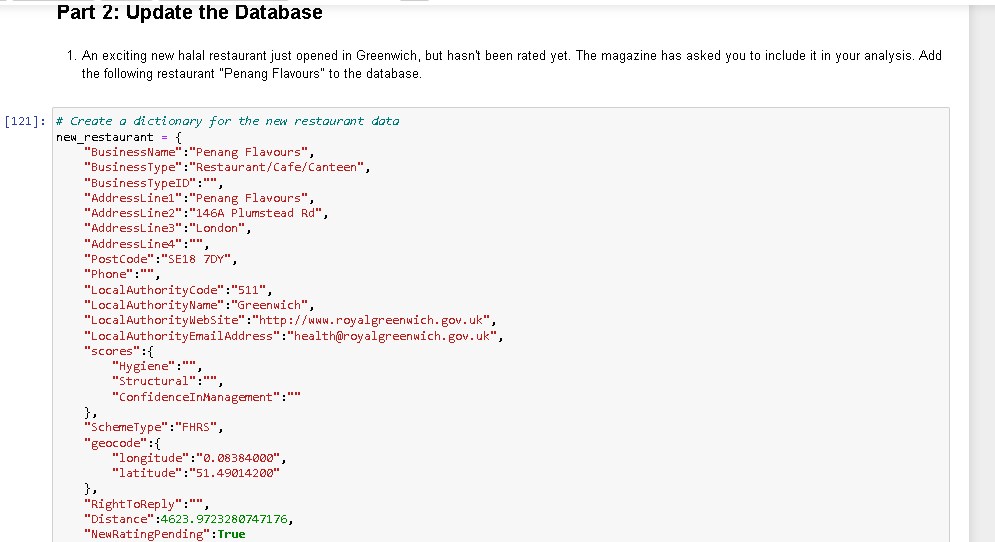 Part 2: Update the Database
1. An exciting new halal restaurant just opened in Greenwich, but hasn't been rated yet. The magazine has asked you to include it in your analysis. Add
the following restaurant "Penang Flavours" to the database.
[121]: # Create a dictionary for the new restaurant data
new_restaurant = {
"BusinessName":"Penang Flavours",
"BusinessType":"Restaurant/Cafe/Canteen",
"BusinessTypeID":"",
"AddressLine1":"Penang Flavours",
"AddressLine2":"146A Plumstead Rd",
"AddressLine3":"London",
"AddressLine4":"",
"PostCode":"SE18 7DY",
"Phone":"",
"LocalAuthorityCode":"511",
"LocalAuthorityName":"Greenwich",
"LocalAuthorityWebSite":"http://www.royalgreenwich.gov.uk",
"LocalAuthorityEmailAddress":"health@royalgreenwich.gov.uk",
"scores":{
"Hygiene":"",
"Structural":"",
"ConfidenceInManagement":""
},
"SchemeType":"FHRS",
"geocode":{
"longitude":"0.08384000",
"latitude":"51.49014200"
},
"RightToReply":"",
"Distance":4623.9723280747176,
"NewRatingPending":True